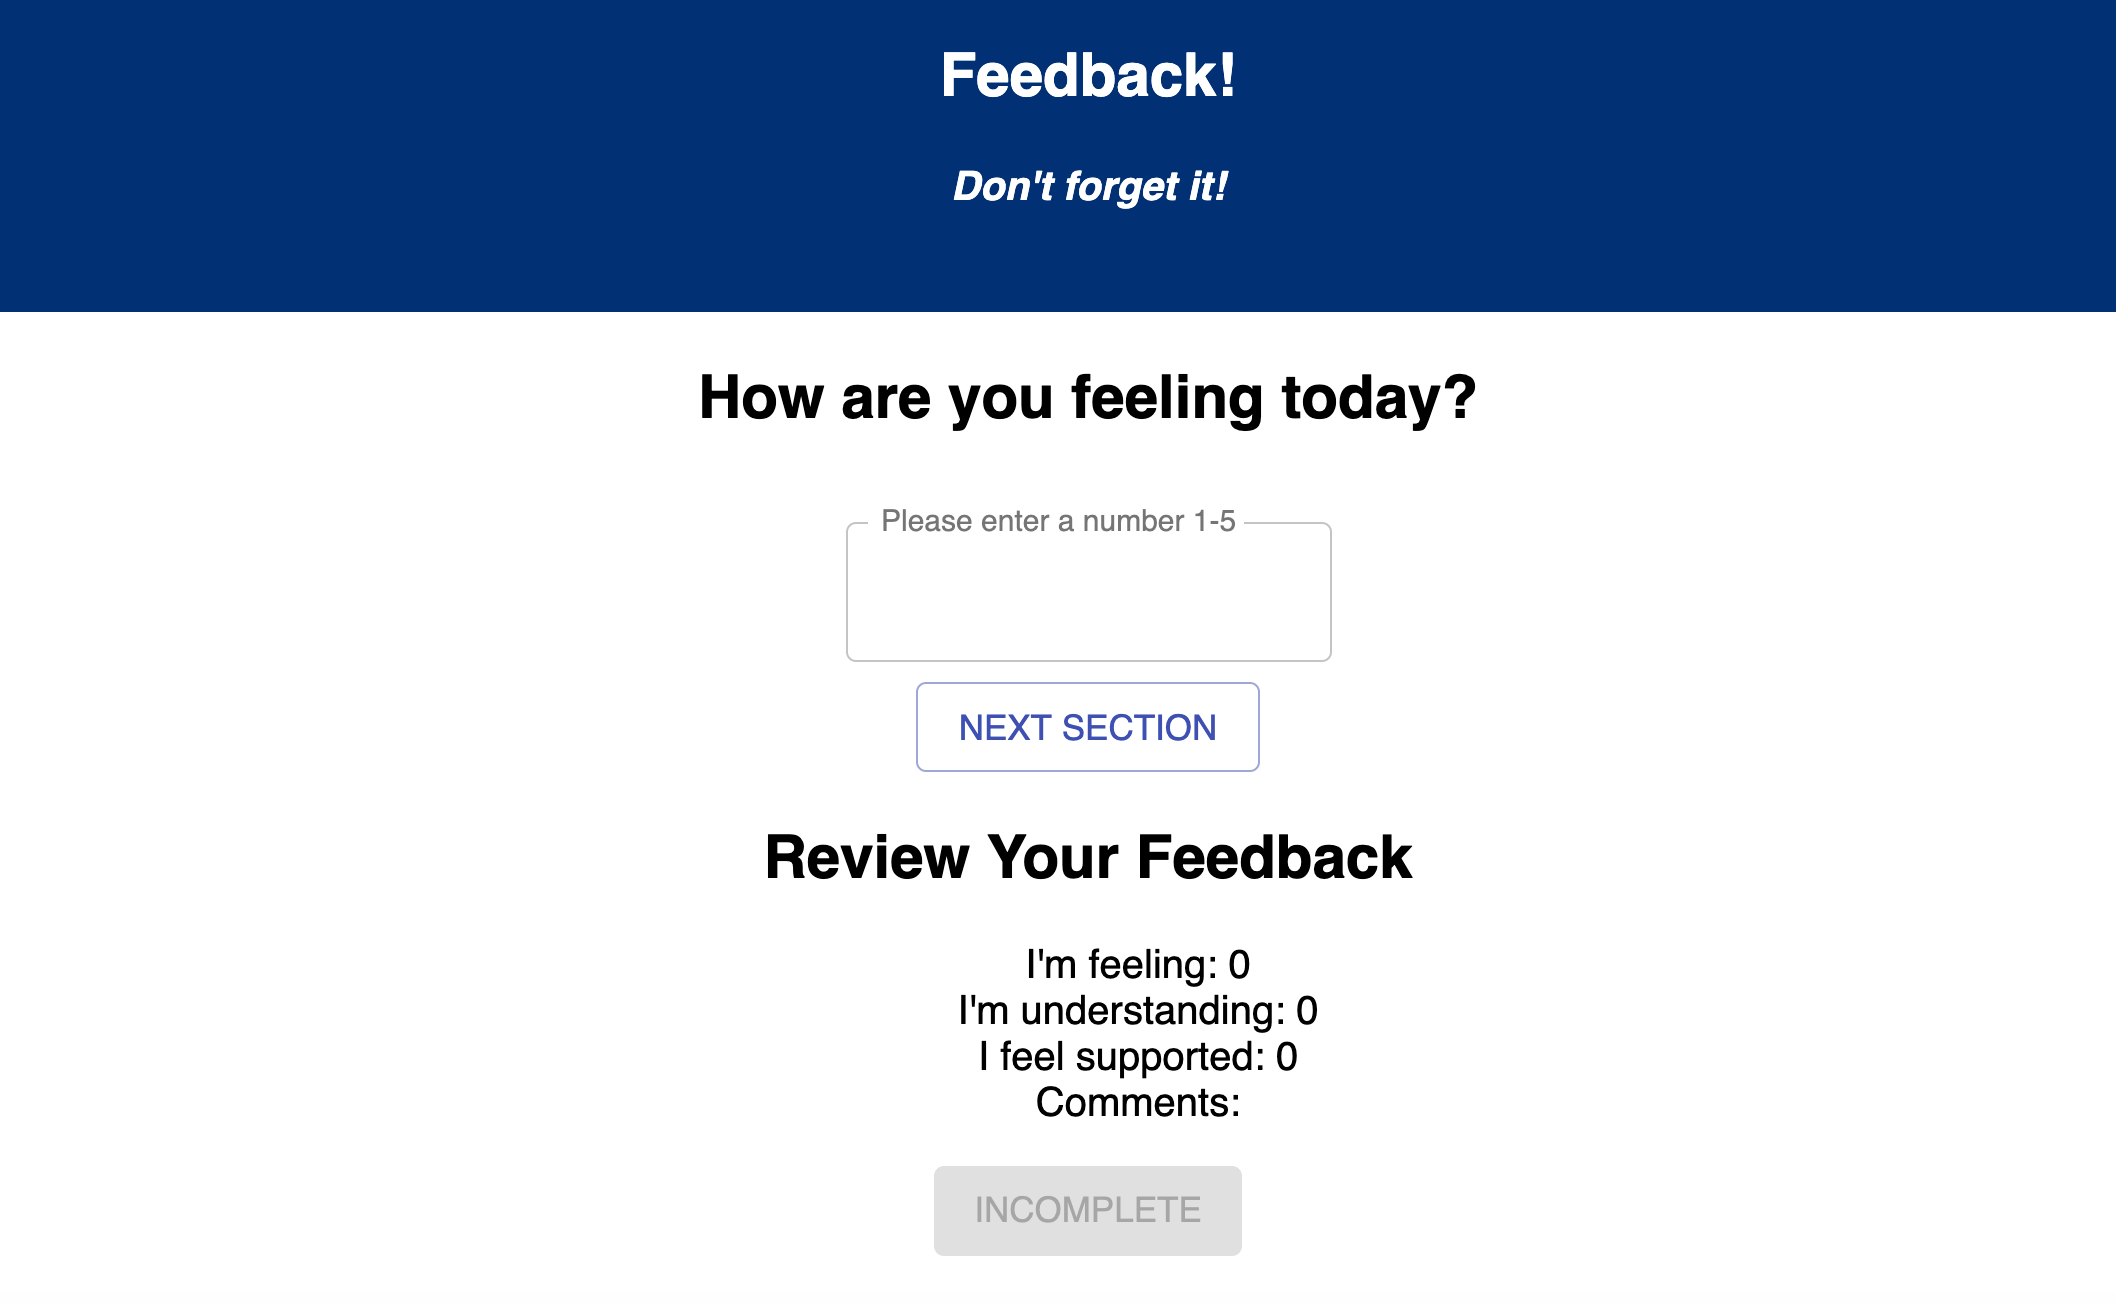 Feedback!
Don't forget it!
How are you feeling today?
Please enter a number 1-5
NEXT SECTION
Review Your Feedback
I'm feeling: 0
I'm understanding: 0
I feel supported: 0
Comments:
INCOMPLETE